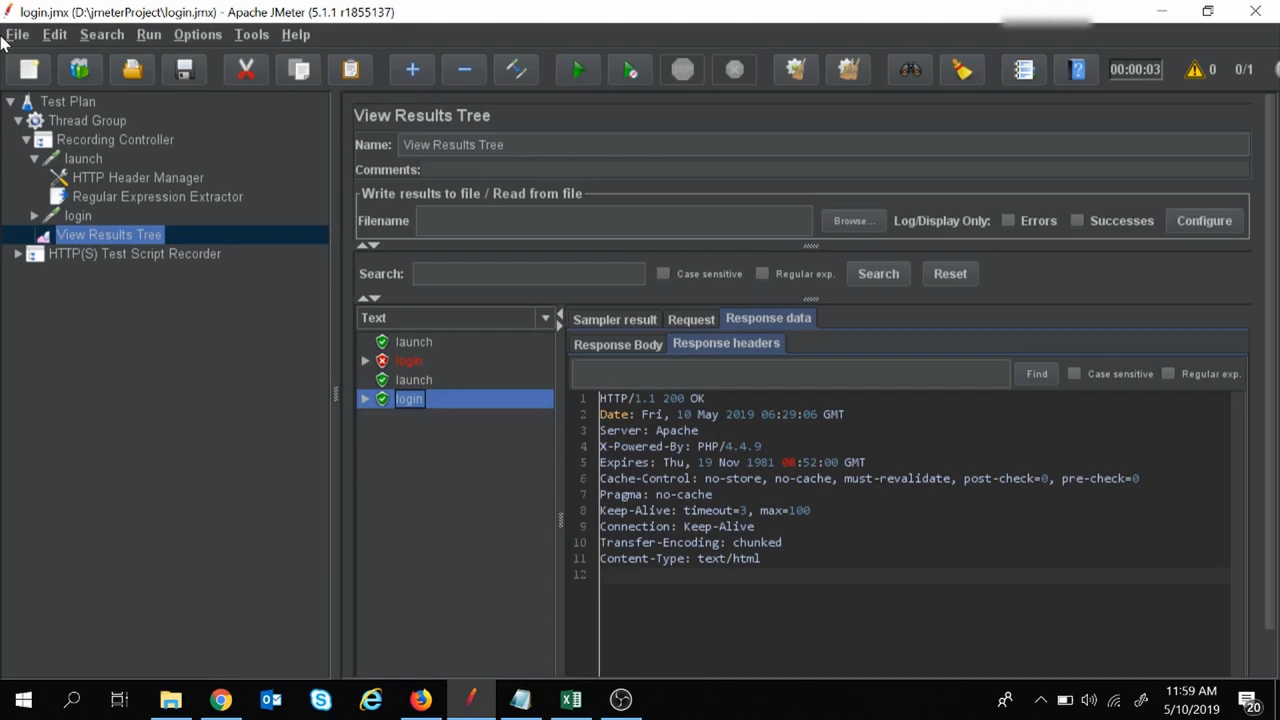 login.jmx (D:\jmeterProject\login.jmx) - Apache JMeter (5.1.1 r1855137)
File Edit Search Run Options Tools Help
00:00:03 0 0/1
Test Plan
Thread Group
Recording Controller
launch
HTTP Header Manager
Regular Expression Extractor
login
View Results Tree
HTTP(S) Test Script Recorder
View Results Tree
Name: View Results Tree
Comments:
Write results to file / Read from file
Filename Browse... Log/Display Only: Errors Successes Configure
Search: Case sensitive Regular exp. Search Reset
Text
launch
login
launch
login
Sampler result Request Response data
Response Body Response headers
Find Case sensitive Regular exp.
1 HTTP/1.1 200 OK
2 Date: Fri, 10 May 2019 06:29:06 GMT
3 Server: Apache
4 X-Powered-By: PHP/4.4.9
5 Expires: Thu, 19 Nov 1981 08:52:00 GMT
6 Cache-Control: no-store, no-cache, must-revalidate, post-check=0, pre-check=0
7 Pragma: no-cache
8 Keep-Alive: timeout=3, max=100
9 Connection: Keep-Alive
10 Transfer-Encoding: chunked
11 Content-Type: text/html
12
11:59 AM
5/10/2019
20